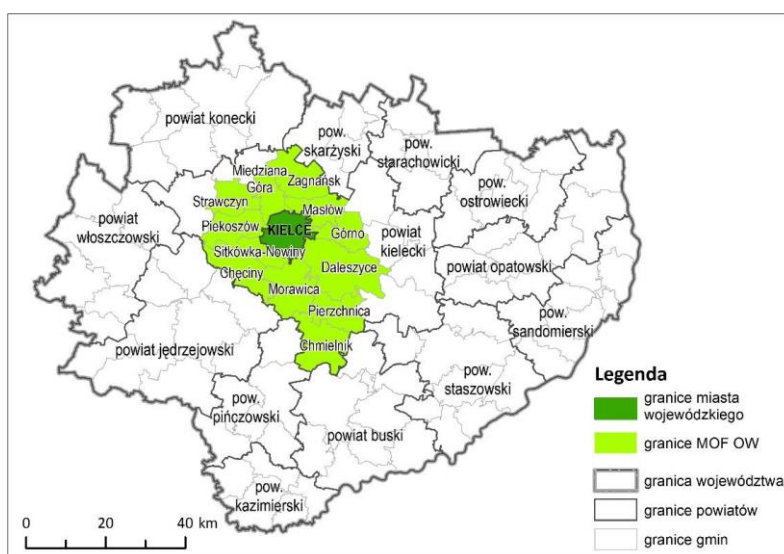 powiat konecki
pow.
skarżyski
pow.
starachowicki
Miedziana
Góra
Zagnańsk
pow.
ostrowiecki
Strawczyn
Masłów
powiat
włoszczowski
Piekoszów
KIELCE
Górno
powiat
kielecki
Sitkówka-Nowiny
Chęciny
Daleszyce
powiat opatowski
Morawica
Pierzchnica
pow.
sandomierski
Chmielnik
powiat jędrzejowski
pow.
staszowski
pow.
pińczowski
powiat buski
pow.
kazimierski
Legenda
granice miasta
wojewódzkiego
granice MOF OW
granica województwa
granice powiatów
granice gmin
0 20 40 km